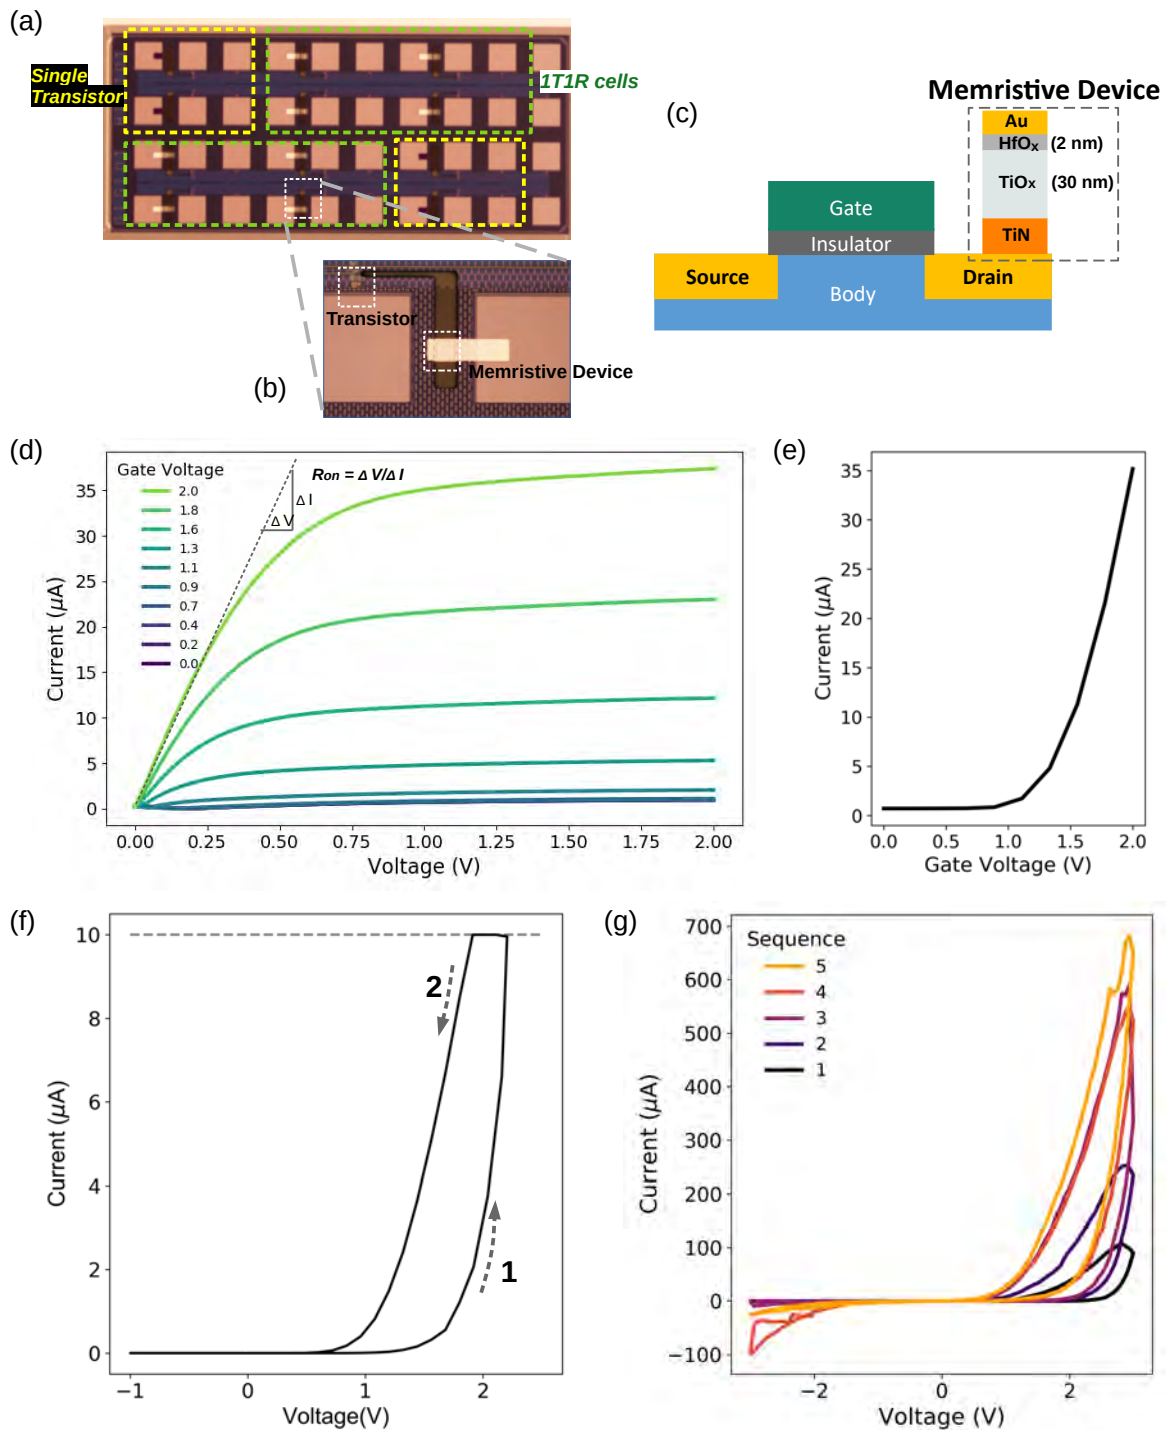 (a)
Single
Transistor
1T1R cells
(b)
Transistor
Memristive Device
(c)
Memristive Device
Au
HfOx (2 nm)
TiOx (30 nm)
TiN
Gate
Insulator
Source
Body
Drain
(d)
Gate Voltage
2.0
1.8
1.6
1.3
1.1
0.9
0.7
0.4
0.2
0.0
Ron = Δ V/Δ I
Δ I
Δ V
35
30
25
20
15
10
5
0
Current (μA)
0.00 0.25 0.50 0.75 1.00 1.25 1.50 1.75 2.00
Voltage (V)
(e)
35
30
25
20
15
10
5
0
Current (μA)
0.0 0.5 1.0 1.5 2.0
Gate Voltage (V)
(f)
10
8
6
4
2
0
Current (μA)
2
1
−1 0 1 2
Voltage(V)
(g)
Sequence
5
4
3
2
1
700
600
500
400
300
200
100
0
−100
Current (μA)
−2 0 2
Voltage (V)